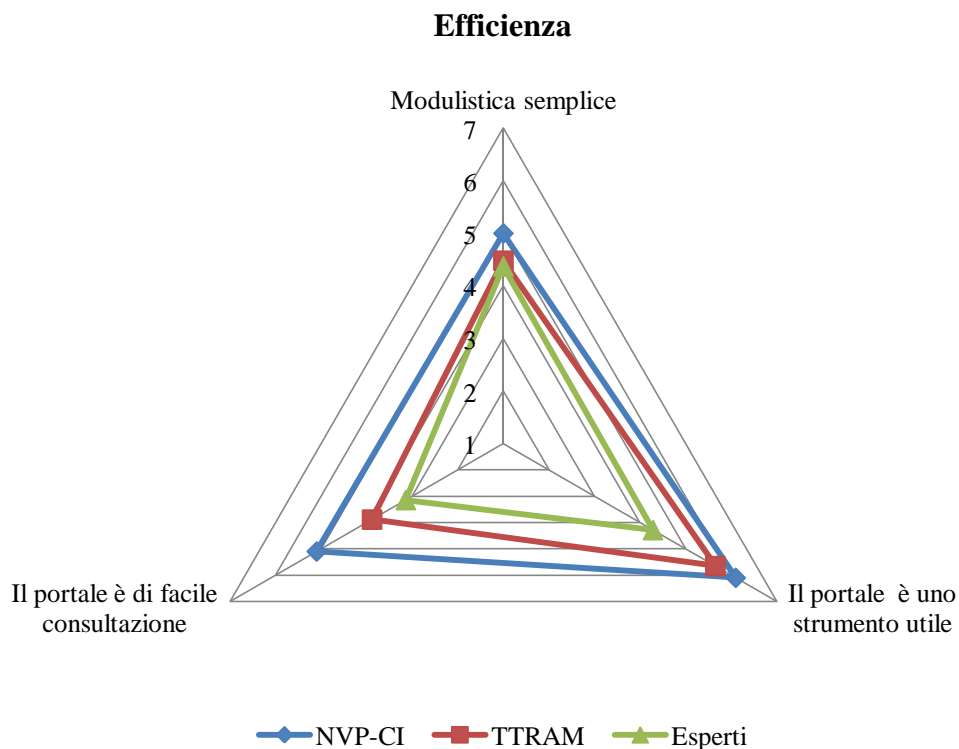 Efficienza
Modulistica semplice
7
6
5
4
3
2
1
Il portale è di facile
consultazione
Il portale  è uno
strumento utile
NVP-CI TTRAM Esperti